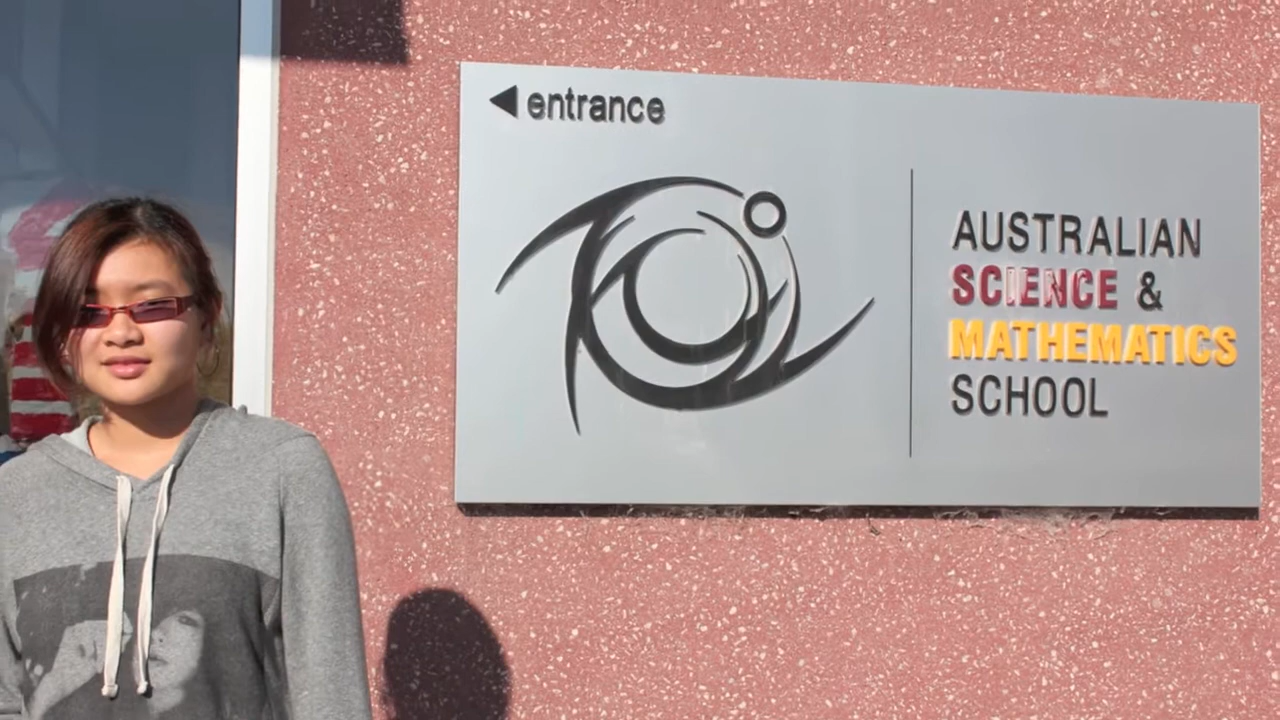 entrance
AUSTRALIAN
SCIENCE &
MATHEMATICS
SCHOOL